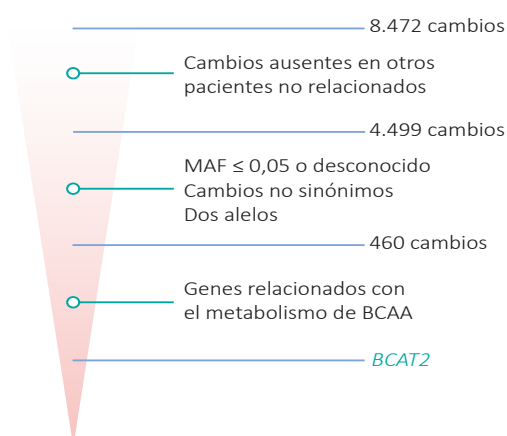 8.472 cambios
Cambios ausentes en otros
pacientes no relacionados
4.499 cambios
MAF ≤ 0,05 o desconocido
Cambios no sinónimos
Dos alelos
460 cambios
Genes relacionados con
el metabolismo de BCAA
BCAT2